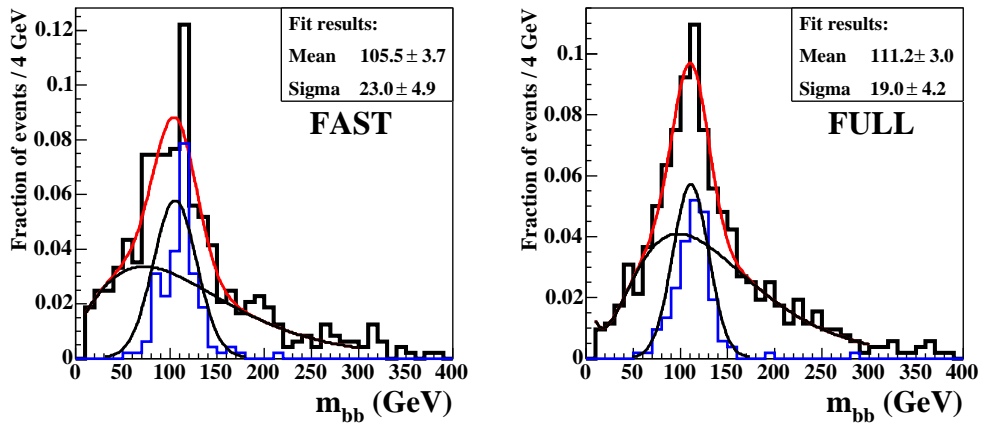 Fraction of events / 4 GeV
0.12
0.1
0.08
0.06
0.04
0.02
0
Fit results:
Mean 105.5 ± 3.7
Sigma 23.0 ± 4.9
FAST
0 50 100 150 200 250 300 350 400
m_bb (GeV)
Fraction of events / 4 GeV
0.1
0.08
0.06
0.04
0.02
0
Fit results:
Mean 111.2 ± 3.0
Sigma 19.0 ± 4.2
FULL
0 50 100 150 200 250 300 350 400
m_bb (GeV)